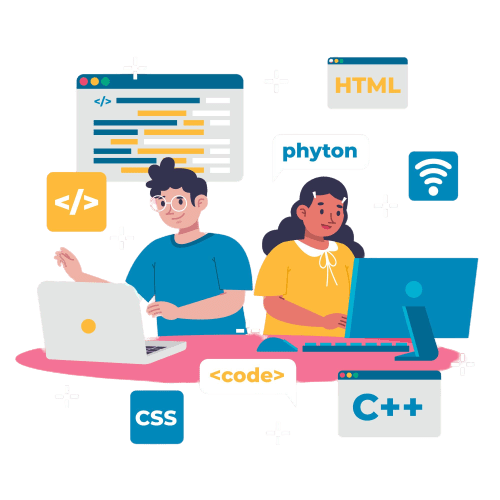 HTML
</>
phyton
</>
<code>
CSS
C++